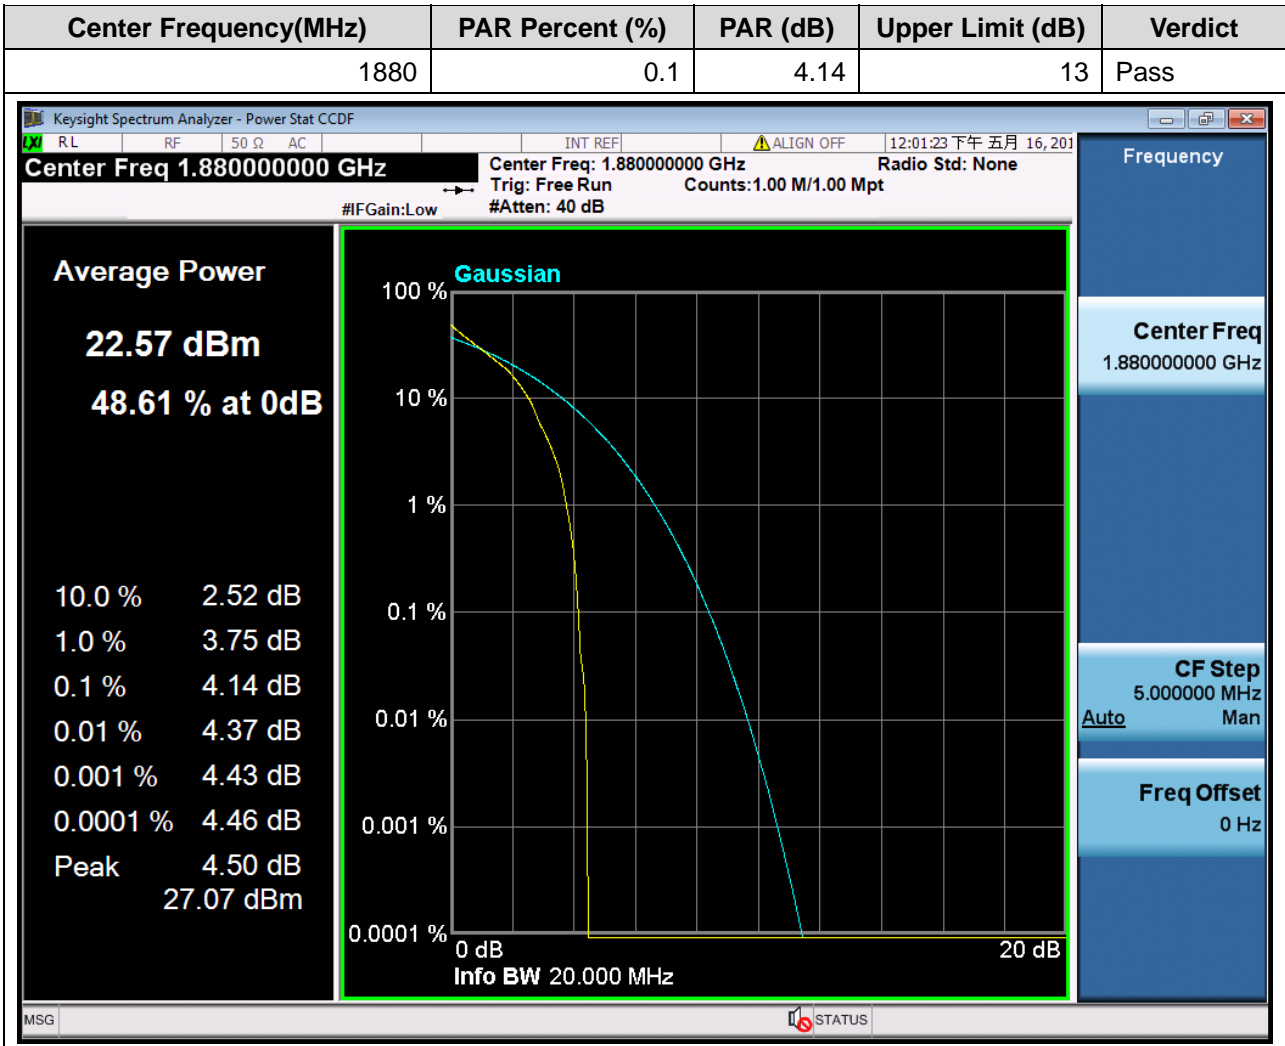 Center Frequency(MHz) PAR Percent (%) PAR (dB) Upper Limit (dB) Verdict
1880 0.1 4.14 13 Pass
Keysight Spectrum Analyzer - Power Stat CCDF
LXI RL RF 50 Ω AC INT REF ALIGN OFF 12:01:23 下午 五月 16, 201
Center Freq 1.880000000 GHz
#IFGain:Low
Center Freq: 1.880000000 GHz Radio Std: None
Trig: Free Run Counts:1.00 M/1.00 Mpt
#Atten: 40 dB
Average Power
22.57 dBm
48.61 % at 0dB
10.0 % 2.52 dB
1.0 % 3.75 dB
0.1 % 4.14 dB
0.01 % 4.37 dB
0.001 % 4.43 dB
0.0001 % 4.46 dB
Peak 4.50 dB
27.07 dBm
Gaussian
100 %
10 %
1 %
0.1 %
0.01 %
0.001 %
0.0001 %
0 dB 20 dB
Info BW 20.000 MHz
Frequency
Center Freq
1.880000000 GHz
CF Step
5.000000 MHz
Auto Man
Freq Offset
0 Hz
MSG STATUS